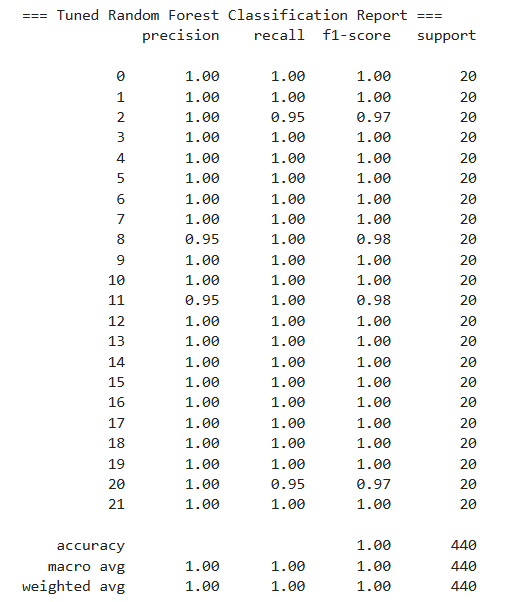 === Tuned Random Forest Classification Report ===
precision recall f1-score support
0 1.00 1.00 1.00 20
1 1.00 1.00 1.00 20
2 1.00 0.95 0.97 20
3 1.00 1.00 1.00 20
4 1.00 1.00 1.00 20
5 1.00 1.00 1.00 20
6 1.00 1.00 1.00 20
7 1.00 1.00 1.00 20
8 0.95 1.00 0.98 20
9 1.00 1.00 1.00 20
10 1.00 1.00 1.00 20
11 0.95 1.00 0.98 20
12 1.00 1.00 1.00 20
13 1.00 1.00 1.00 20
14 1.00 1.00 1.00 20
15 1.00 1.00 1.00 20
16 1.00 1.00 1.00 20
17 1.00 1.00 1.00 20
18 1.00 1.00 1.00 20
19 1.00 1.00 1.00 20
20 1.00 0.95 0.97 20
21 1.00 1.00 1.00 20
accuracy 1.00 440
macro avg 1.00 1.00 1.00 440
weighted avg 1.00 1.00 1.00 440